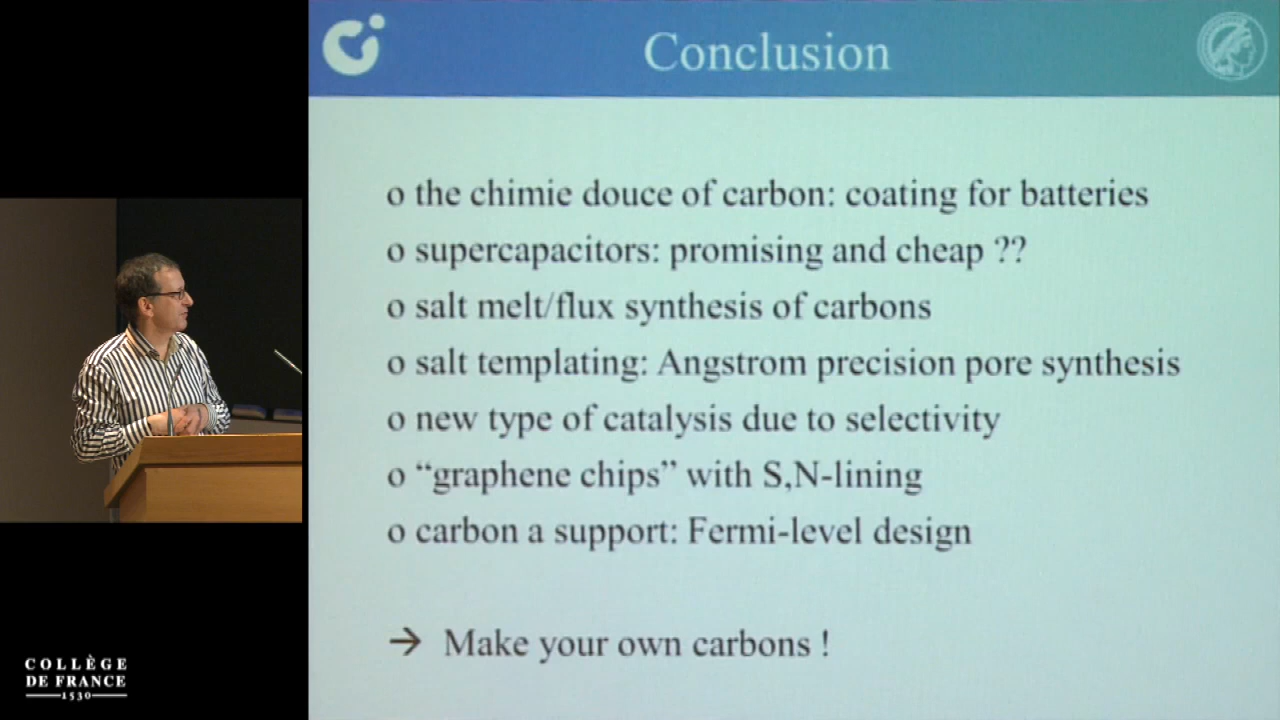 Conclusion
o the chimie douce of carbon: coating for batteries
o supercapacitors: promising and cheap ??
o salt melt/flux synthesis of carbons
o salt templating: Angstrom precision pore synthesis
o new type of catalysis due to selectivity
o “graphene chips” with S,N-lining
o carbon a support: Fermi-level design
→ Make your own carbons !
COLLÈGE
DE FRANCE
1530